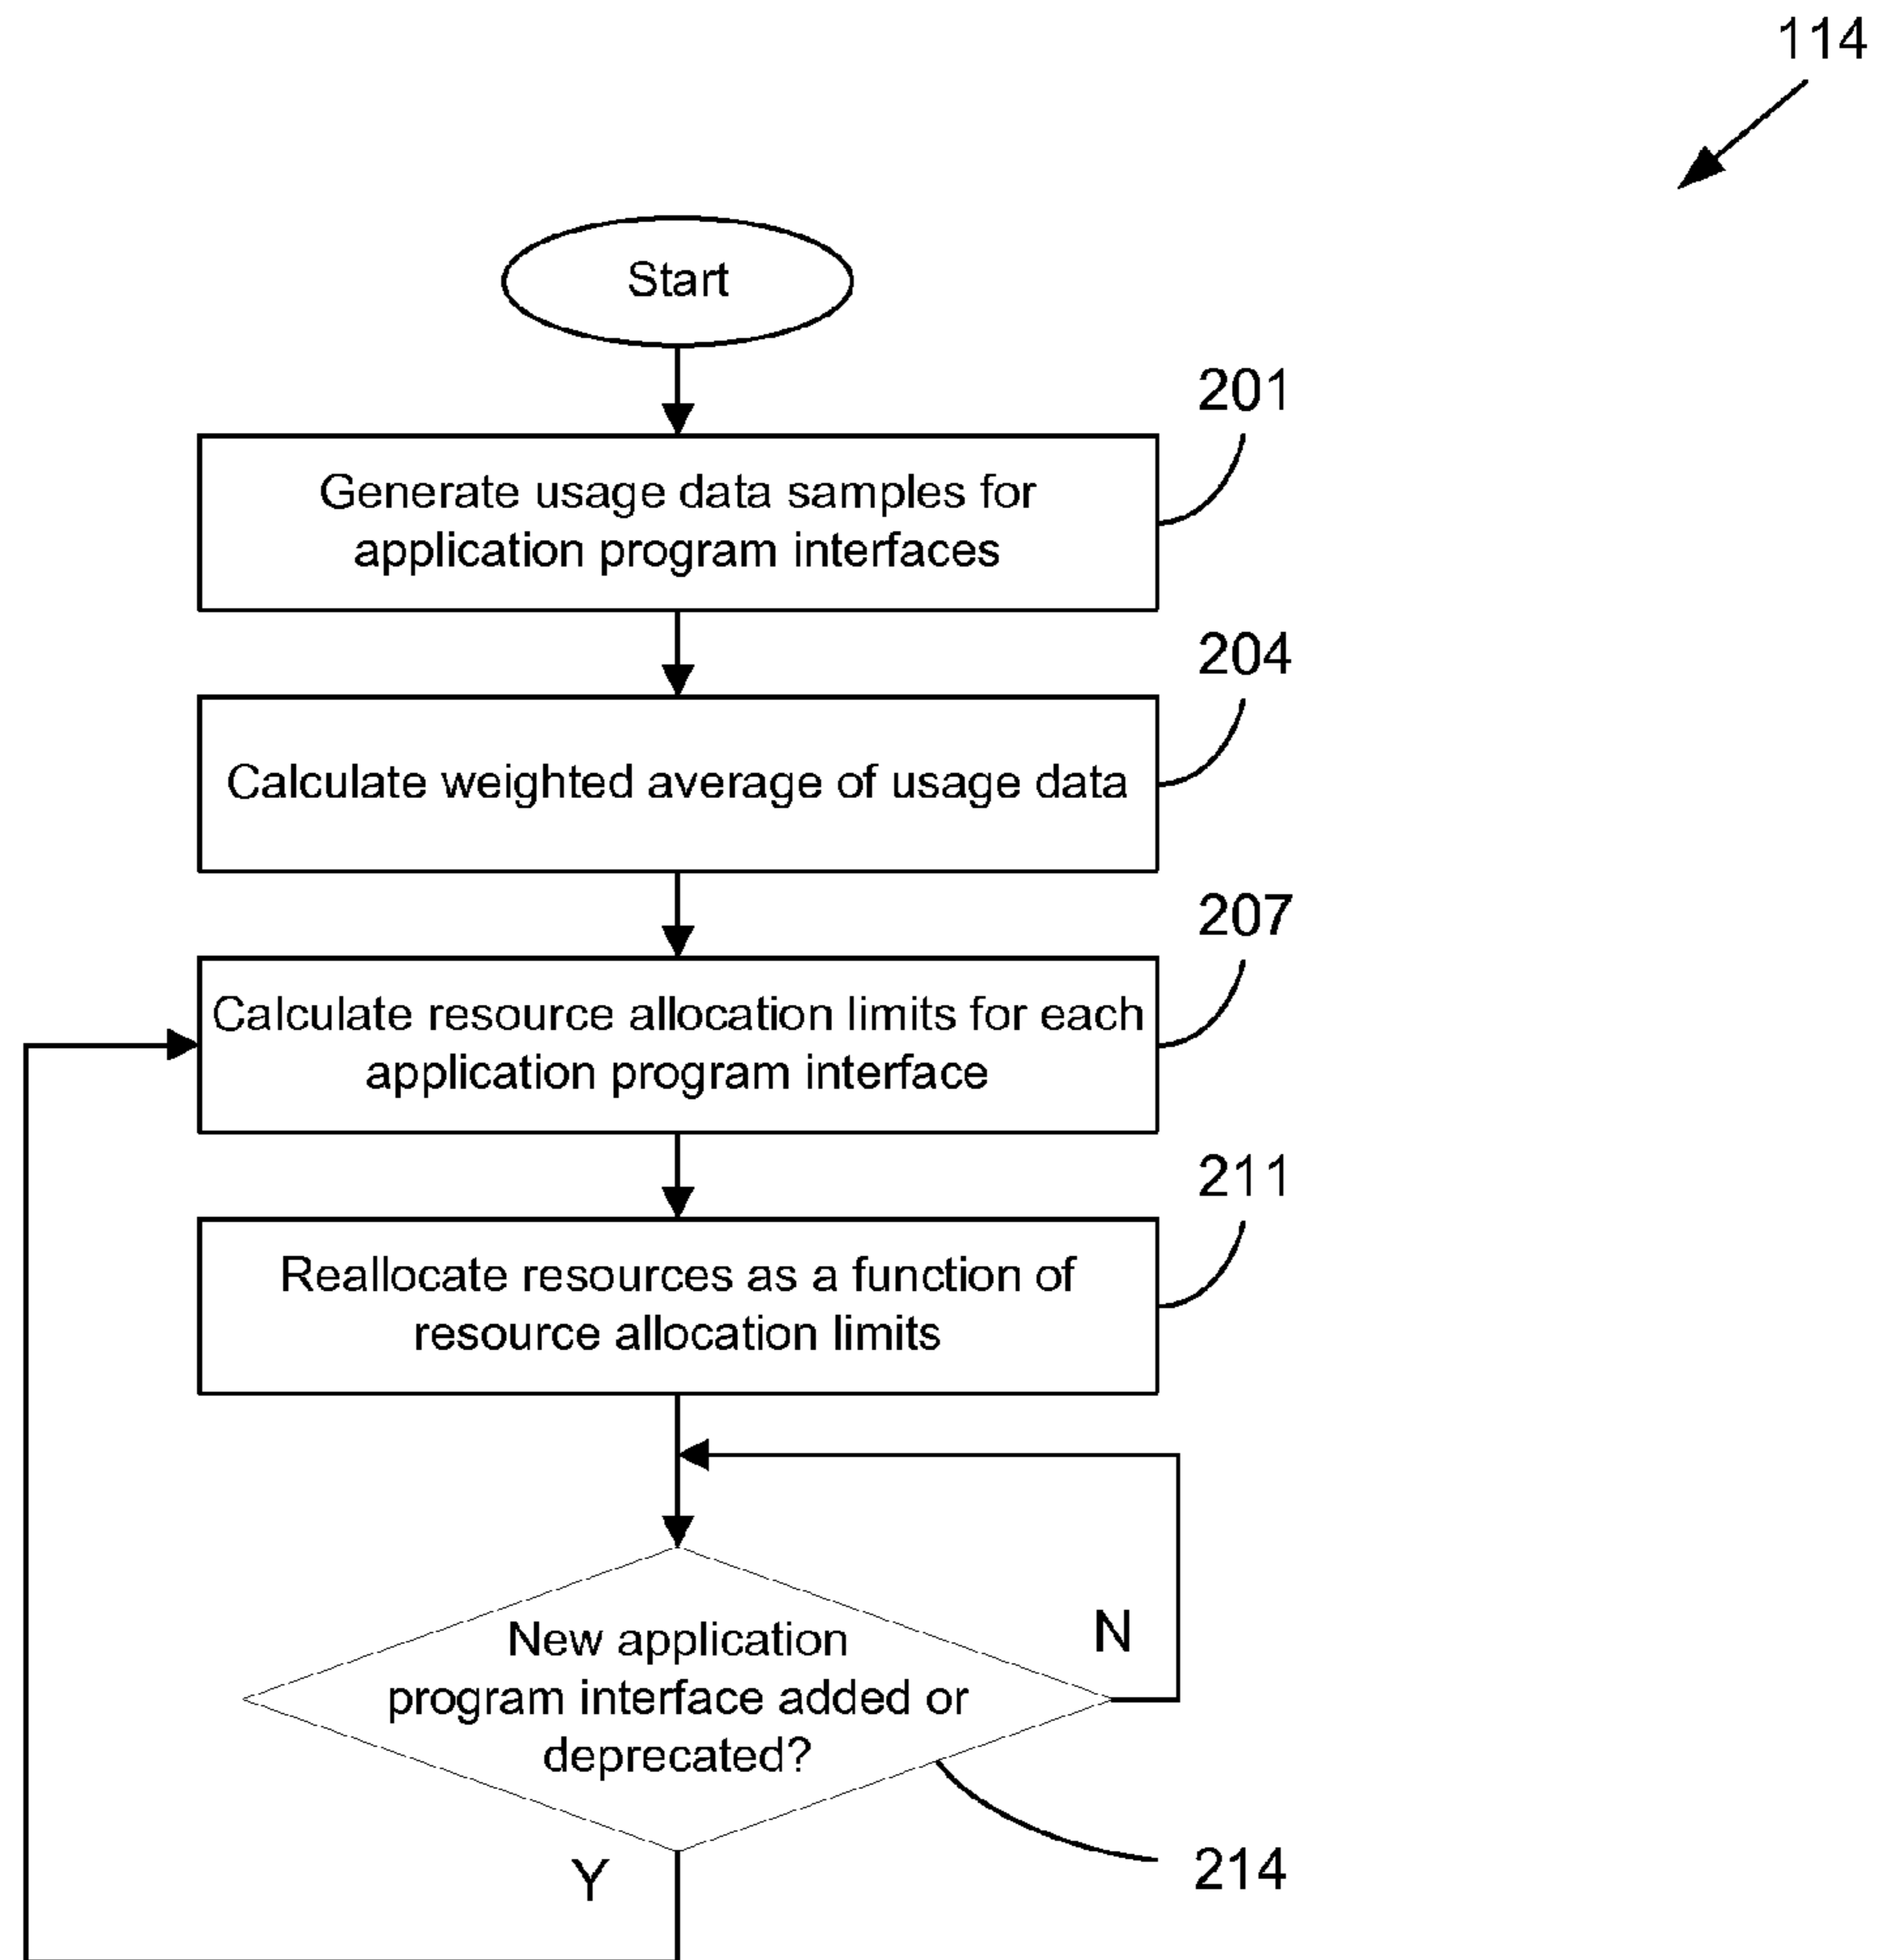 114
Start
201
Generate usage data samples for
application program interfaces
204
Calculate weighted average of usage data
207
Calculate resource allocation limits for each
application program interface
211
Reallocate resources as a function of
resource allocation limits
N
New application
program interface added or
deprecated?
Y
214